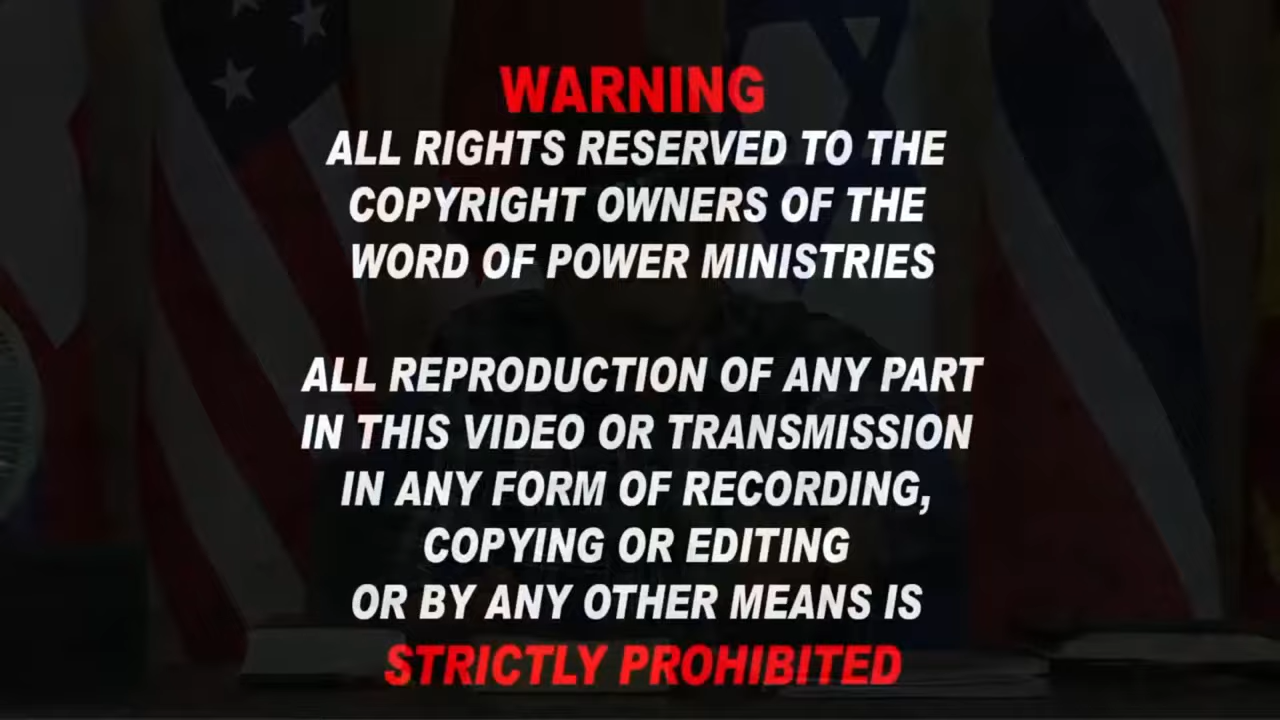 WARNING
ALL RIGHTS RESERVED TO THE
COPYRIGHT OWNERS OF THE
WORD OF POWER MINISTRIES
ALL REPRODUCTION OF ANY PART
IN THIS VIDEO OR TRANSMISSION
IN ANY FORM OF RECORDING,
COPYING OR EDITING
OR BY ANY OTHER MEANS IS
STRICTLY PROHIBITED